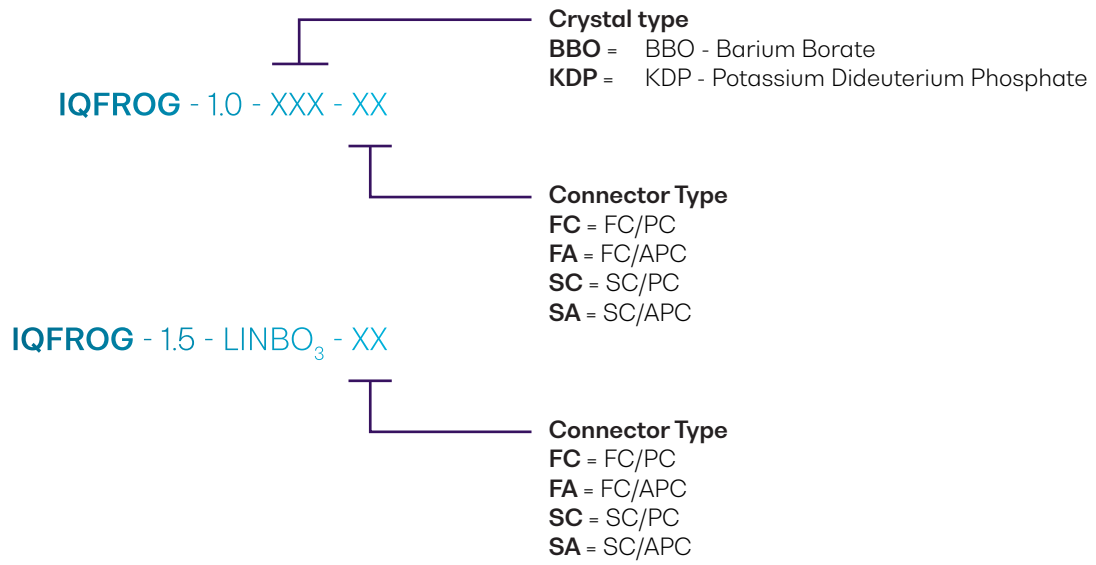 Crystal type
BBO = BBO - Barium Borate
KDP = KDP - Potassium Dideuterium Phosphate
IQFROG - 1.0 - XXX - XX
Connector Type
FC = FC/PC
FA = FC/APC
SC = SC/PC
SA = SC/APC
IQFROG - 1.5 - LINBO₃ - XX
Connector Type
FC = FC/PC
FA = FC/APC
SC = SC/PC
SA = SC/APC